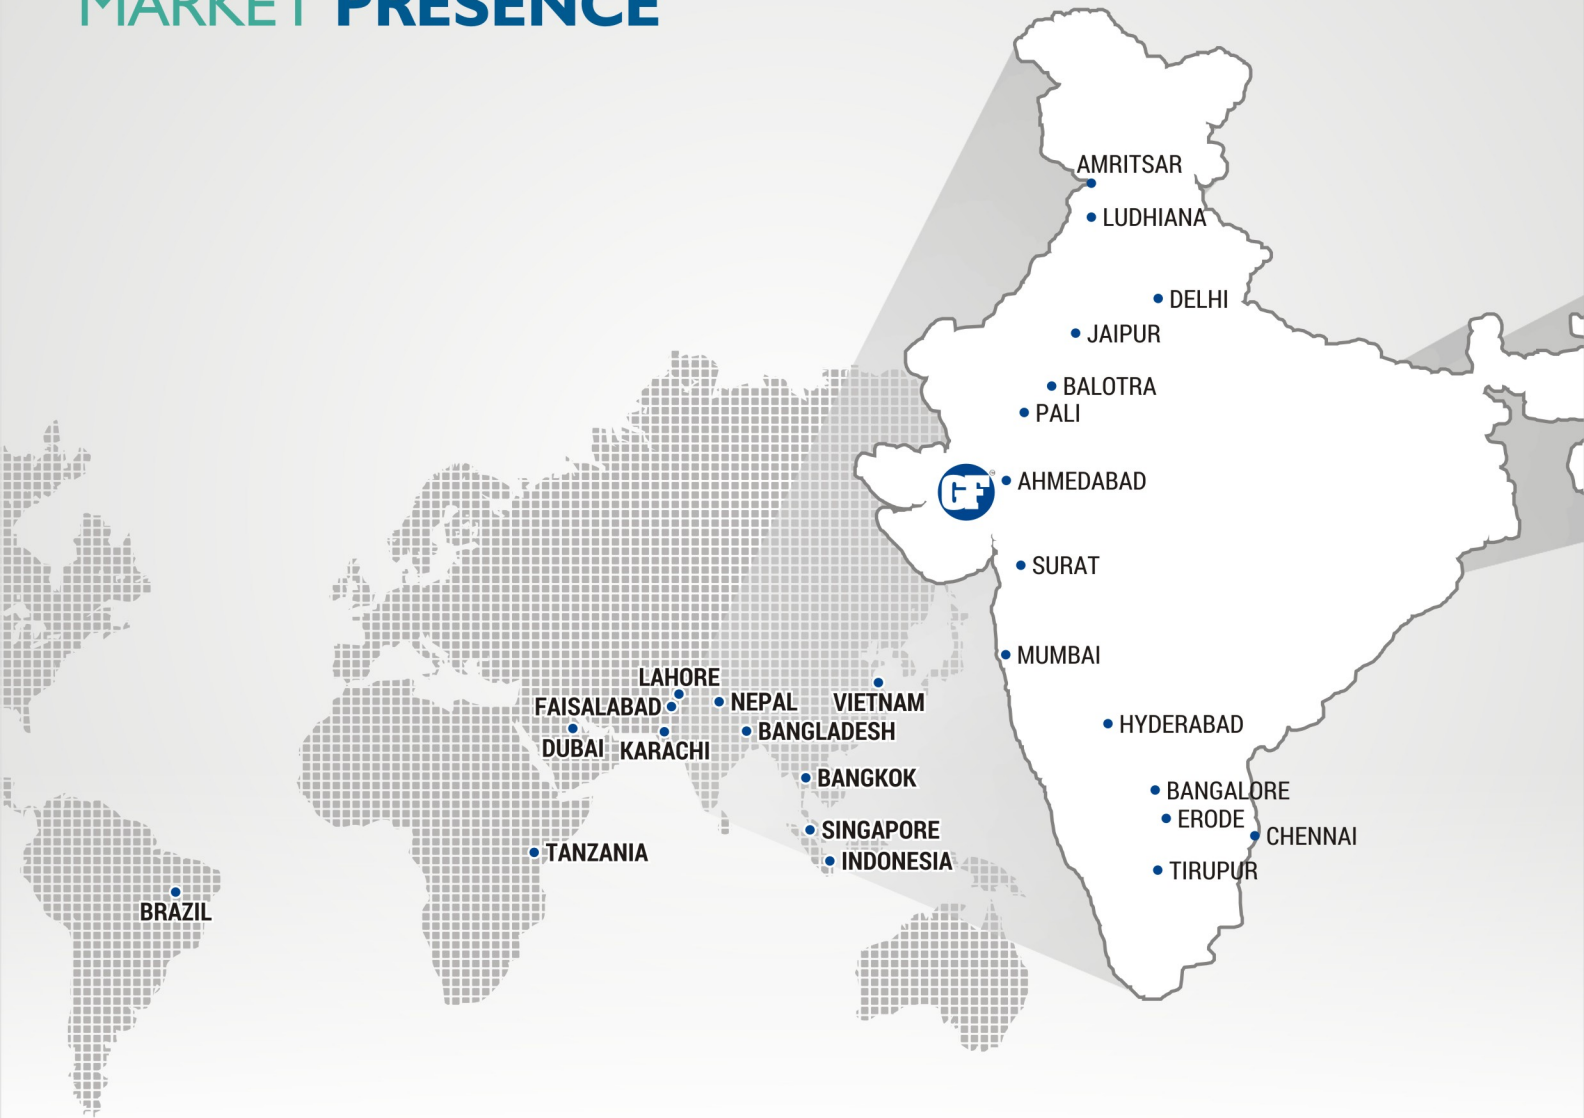 MARKET PRESENCE
AMRITSAR
LUDHIANA
DELHI
JAIPUR
BALOTRA
PALI
GF
AHMEDABAD
SURAT
MUMBAI
HYDERABAD
BANGALORE
ERODE
CHENNAI
TIRUPUR
LAHORE
FAISALABAD
NEPAL
VIETNAM
DUBAI
KARACHI
BANGLADESH
BANGKOK
SINGAPORE
INDONESIA
TANZANIA
BRAZIL